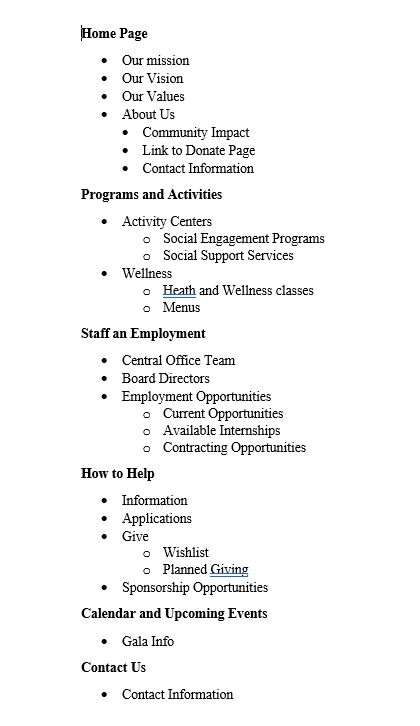 Home Page
• Our mission
• Our Vision
• Our Values
• About Us
• Community Impact
• Link to Donate Page
• Contact Information
Programs and Activities
• Activity Centers
o Social Engagement Programs
o Social Support Services
• Wellness
o Heath and Wellness classes
o Menus
Staff an Employment
• Central Office Team
• Board Directors
• Employment Opportunities
o Current Opportunities
o Available Internships
o Contracting Opportunities
How to Help
• Information
• Applications
• Give
o Wishlist
o Planned Giving
• Sponsorship Opportunities
Calendar and Upcoming Events
• Gala Info
Contact Us
• Contact Information